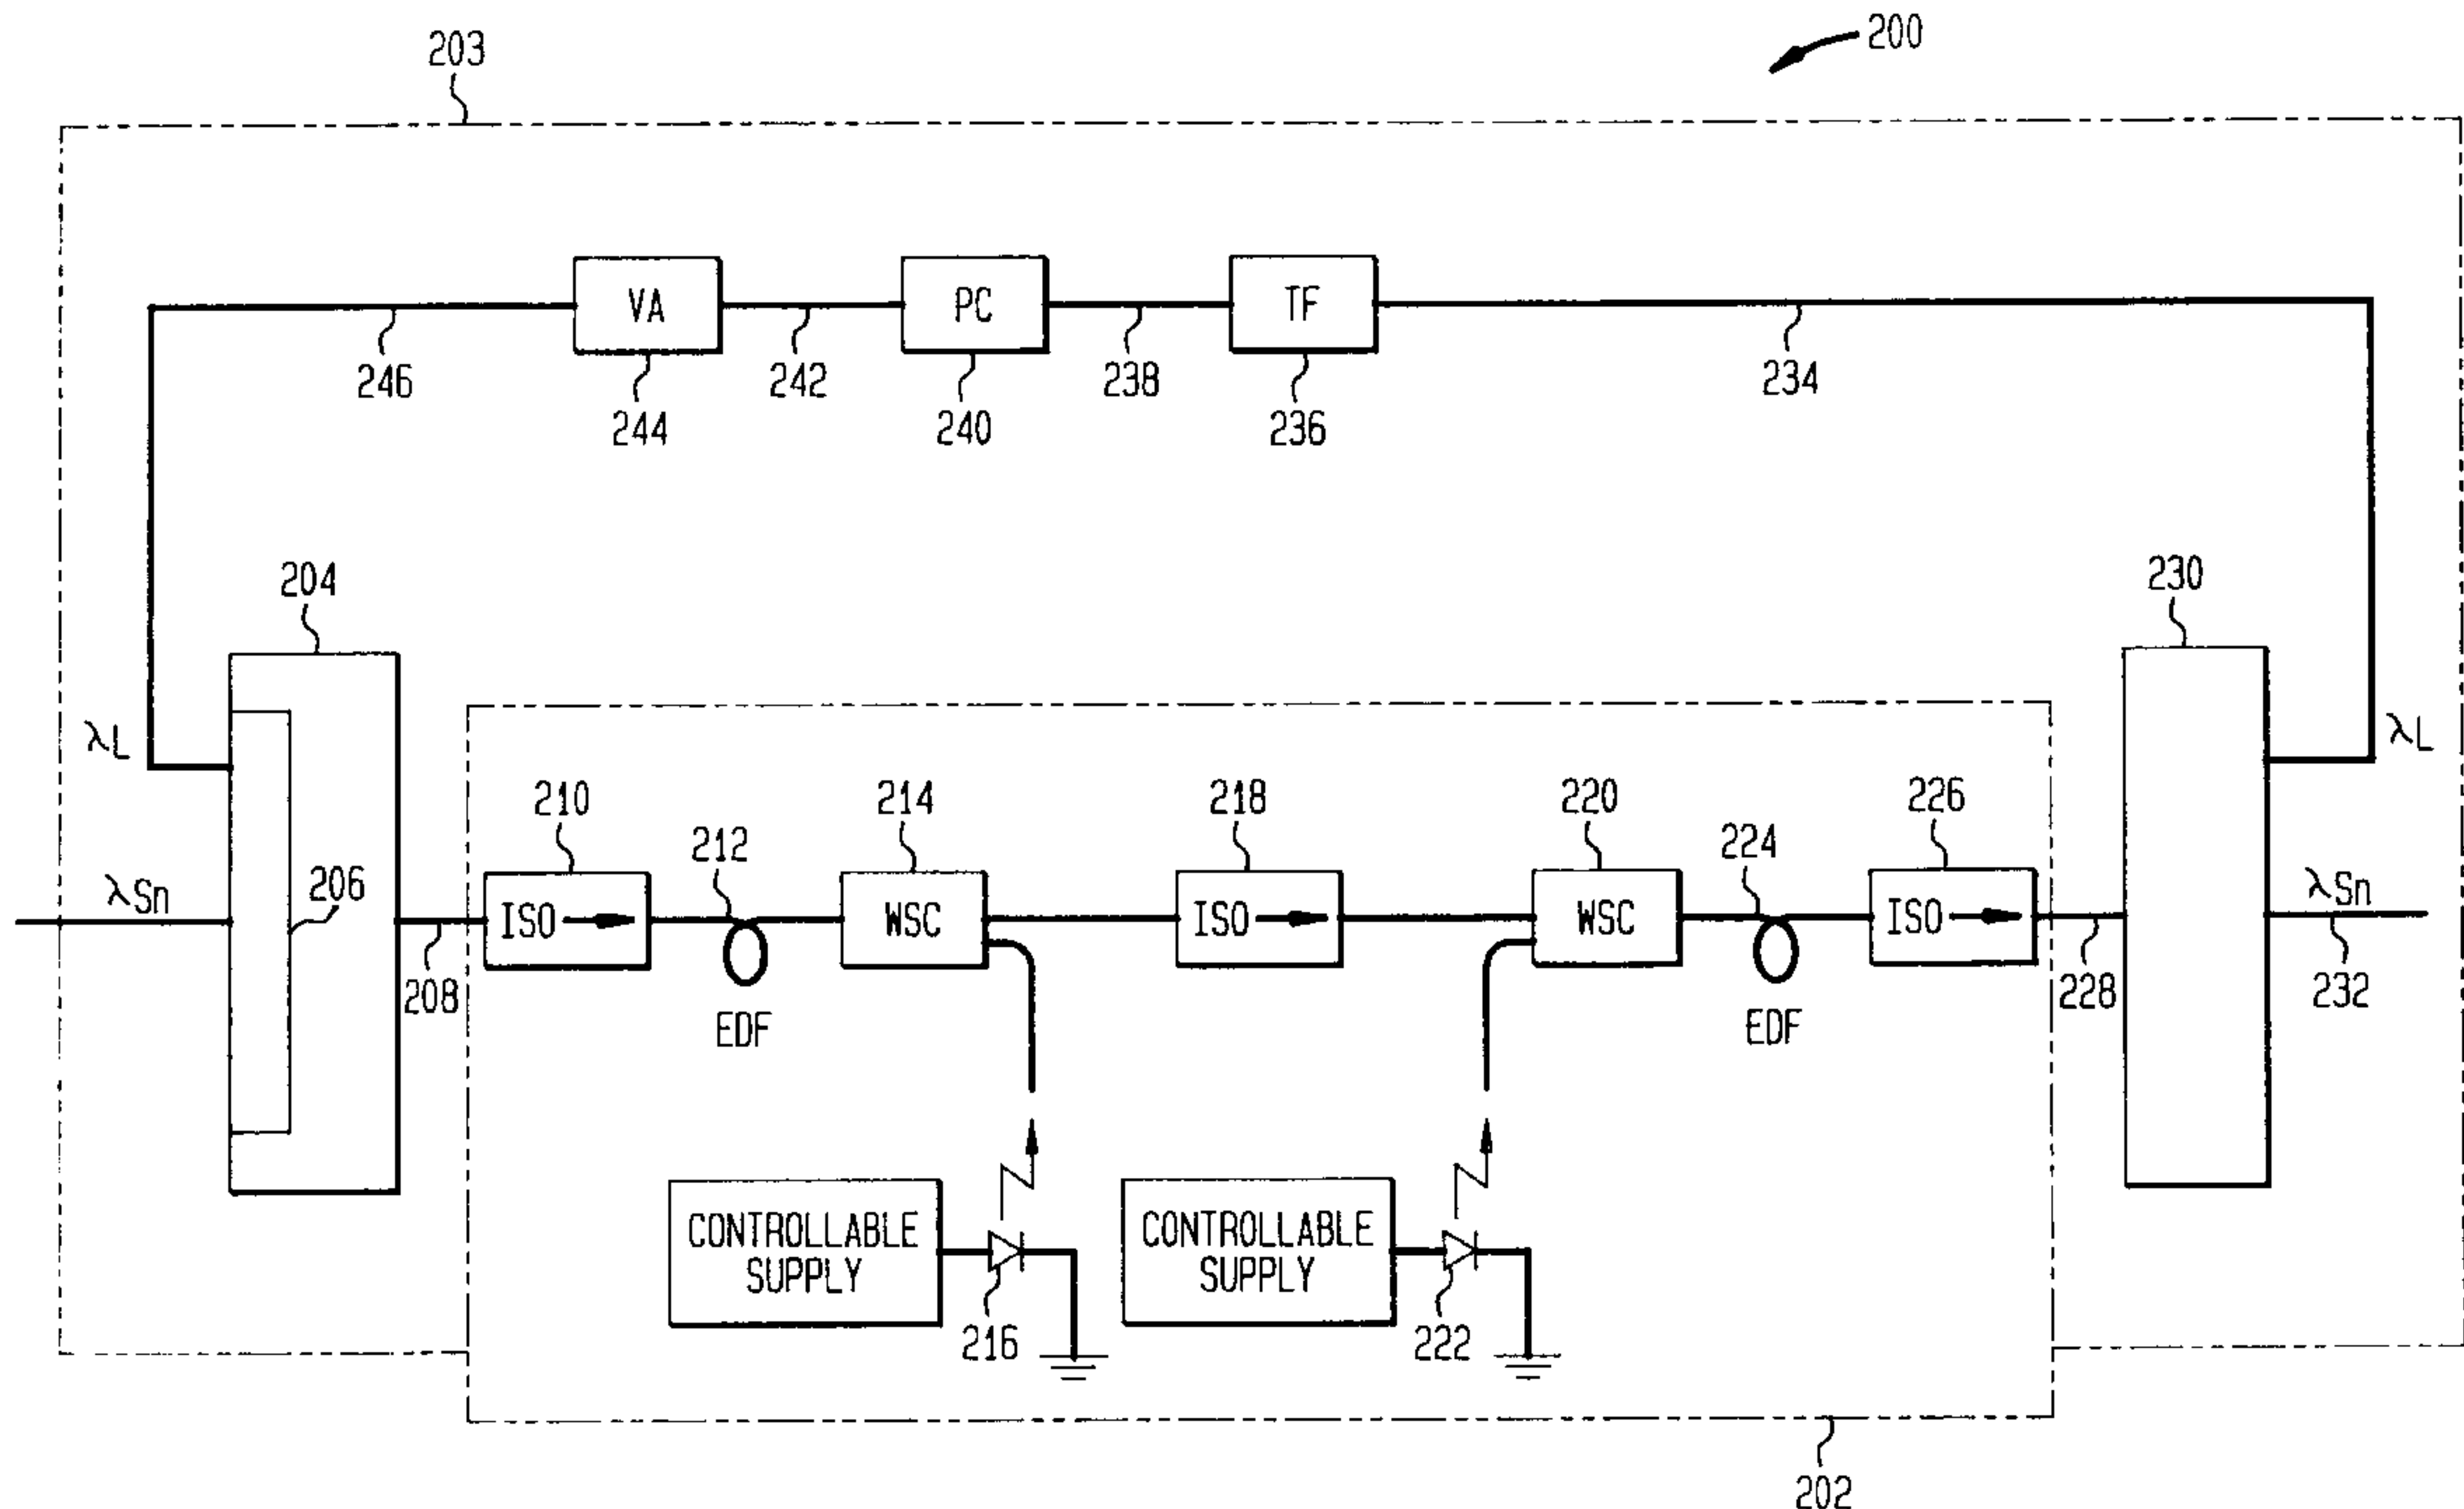 203
200
VA
PC
TF
246
244
242
240
238
236
234
204
230
λL
λL
210
212
214
218
220
224
226
λSn
206
ISO
WSC
ISO
WSC
ISO
λSn
208
EDF
EDF
228
232
CONTROLLABLE
SUPPLY
CONTROLLABLE
SUPPLY
216
222
202